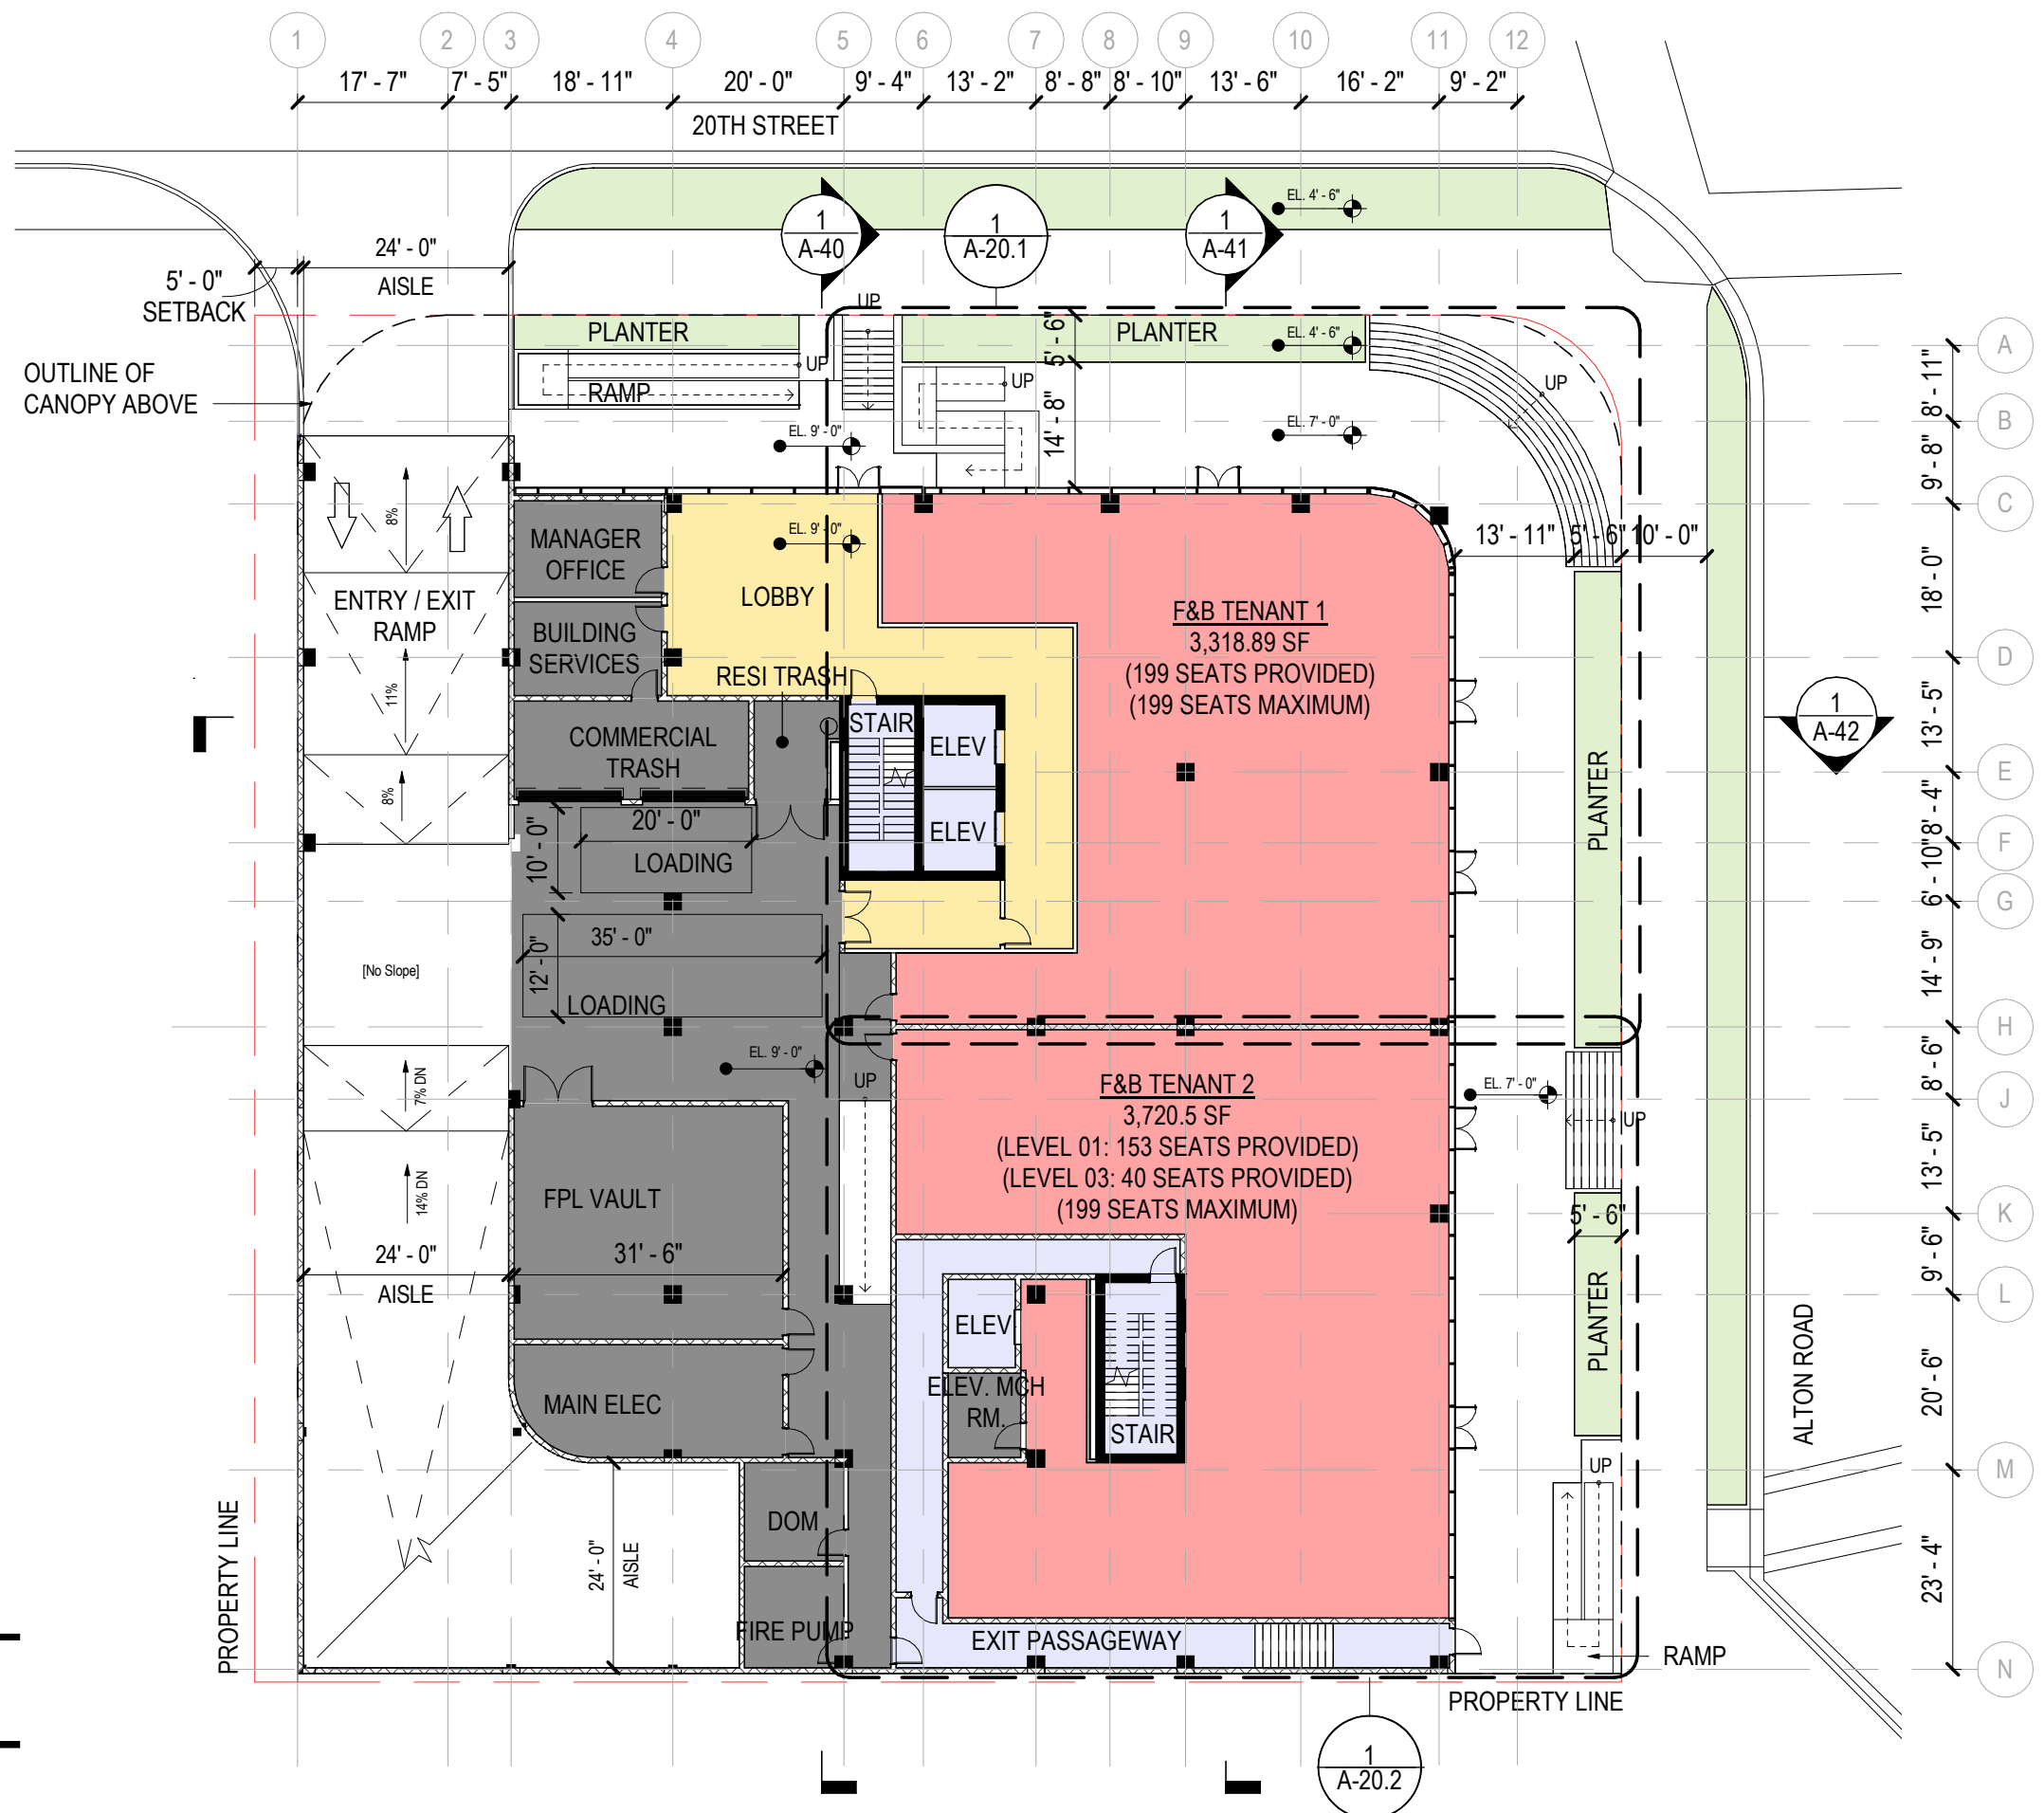 1 2 3 4 5 6 7 8 9 10 11 12
17' - 7" 7' - 5" 18' - 11" 20' - 0" 9' - 4" 13' - 2" 8' - 8" 8' - 10" 13' - 6" 16' - 2" 9' - 2"
20TH STREET
EL. 4' - 6"
1
A-40
1
A-20.1
1
A-41
24' - 0"
AISLE
5' - 0"
SETBACK
UP
PLANTER
PLANTER
5' - 6"
EL. 4' - 6"
A
8' - 11"
OUTLINE OF
CANOPY ABOVE
UP
RAMP
UP
UP
14' - 8"
EL. 9' - 0"
EL. 7' - 0"
B
9' - 8"
C
8%
MANAGER
OFFICE
EL. 9' - 0"
13' - 11" 5' - 6" 10' - 0"
LOBBY
18' - 0"
ENTRY / EXIT
RAMP
BUILDING
SERVICES
F&B TENANT 1
3,318.89 SF
(199 SEATS PROVIDED)
(199 SEATS MAXIMUM)
D
11%
RESI TRASH
13' - 5"
1
A-42
STAIR
ELEV
COMMERCIAL
TRASH
E
8%
20' - 0"
10' - 0"
LOADING
ELEV
PLANTER
8' - 4"
F
6' - 10"
G
35' - 0"
12' - 0"
LOADING
[No Slope]
14' - 9"
H
EL. 9' - 0"
7% DN
UP
8' - 6"
EL. 7' - 0"
J
UP
F&B TENANT 2
3,720.5 SF
(LEVEL 01: 153 SEATS PROVIDED)
(LEVEL 03: 40 SEATS PROVIDED)
(199 SEATS MAXIMUM)
13' - 5"
14% DN
FPL VAULT
5' - 6"
K
24' - 0"
AISLE
31' - 6"
9' - 6"
L
ELEV
PLANTER
ALTON ROAD
ELEV. MCH
RM.
MAIN ELEC
STAIR
20' - 6"
UP
M
PROPERTY LINE
DOM
24' - 0"
AISLE
23' - 4"
FIRE PUMP
EXIT PASSAGEWAY
RAMP
N
PROPERTY LINE
1
A-20.2